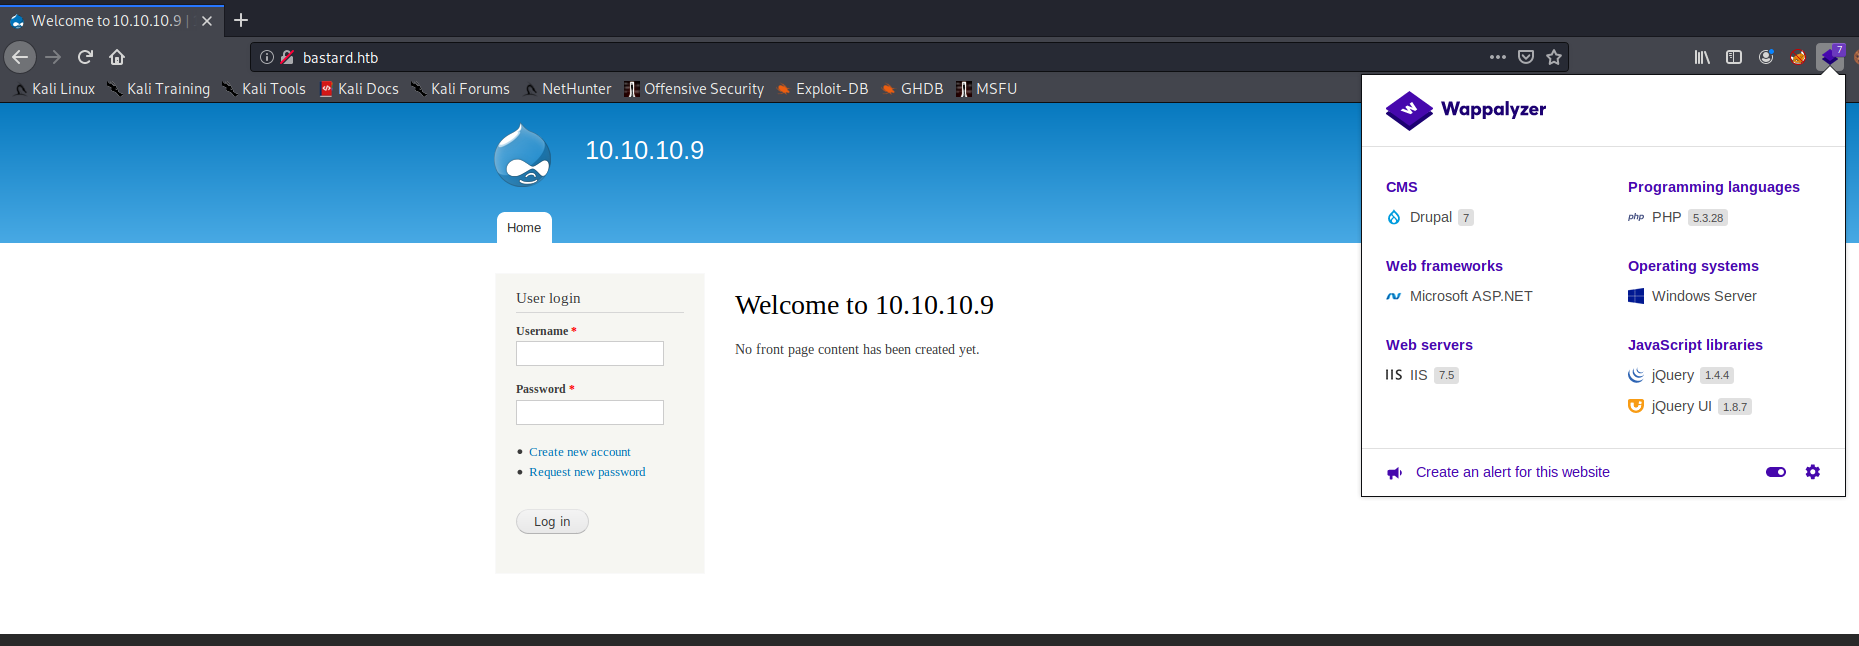 Welcome to 10.10.10.9 |
bastard.htb
7
Kali Linux Kali Training Kali Tools Kali Docs Kali Forums NetHunter Offensive Security Exploit-DB GHDB MSFU
10.10.10.9
Home
User login
Username *
Password *
Create new account
Request new password
Log in
Welcome to 10.10.10.9
No front page content has been created yet.
W Wappalyzer
CMS
Drupal 7
Programming languages
php PHP 5.3.28
Web frameworks
Microsoft ASP.NET
Operating systems
Windows Server
Web servers
IIS IIS 7.5
JavaScript libraries
jQuery 1.4.4
jQuery UI 1.8.7
Create an alert for this website